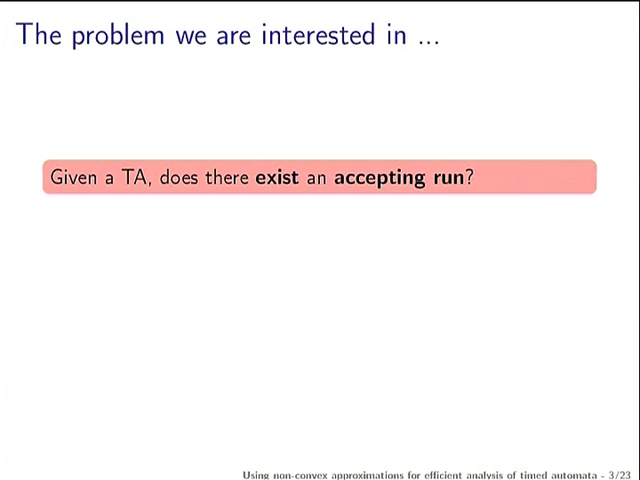 The problem we are interested in ...
Given a TA, does there exist an accepting run?
Using non-convex approximations for efficient analysis of timed automata - 3/23